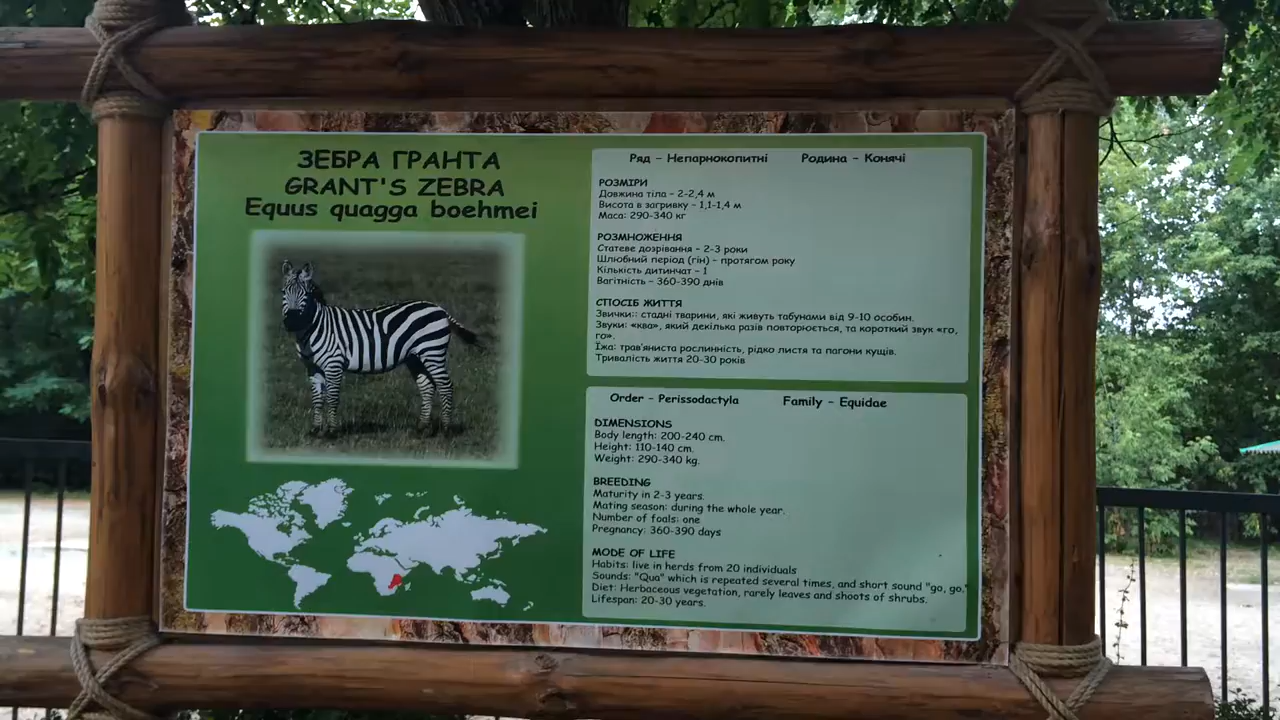 ЗЕБРА ГРАНТА
GRANT'S ZEBRA
Equus quagga boehmei
Ряд – Непарнокопитні Родина – Конячі
РОЗМІРИ
Довжина тіла – 2-2,4 м
Висота в загривку – 1,1-1,4 м
Маса: 290-340 кг
РОЗМНОЖЕННЯ
Статеве дозрівання – 2-3 роки
Шлюбний період (гін) – протягом року
Кількість дитинчат – 1
Вагітність – 360-390 днів
СПОСІБ ЖИТТЯ
Звички:: стадні тварини, які живуть табунами від 9-10 особин.
Звуки: «ква», який декілька разів повторюється, та короткий звук «го,
го».
Їжа: трав'яниста рослинність, рідко листя та пагони кущів.
Тривалість життя 20-30 років
Order – Perissodactyla Family – Equidae
DIMENSIONS
Body length: 200-240 cm.
Height: 110-140 cm.
Weight: 290-340 kg.
BREEDING
Maturity in 2-3 years.
Mating season: during the whole year.
Number of foals: one
Pregnancy: 360-390 days
MODE OF LIFE
Habits: live in herds from 20 individuals
Sounds: "Qua" which is repeated several times, and short sound "go, go."
Diet: Herbaceous vegetation, rarely leaves and shoots of shrubs.
Lifespan: 20-30 years.